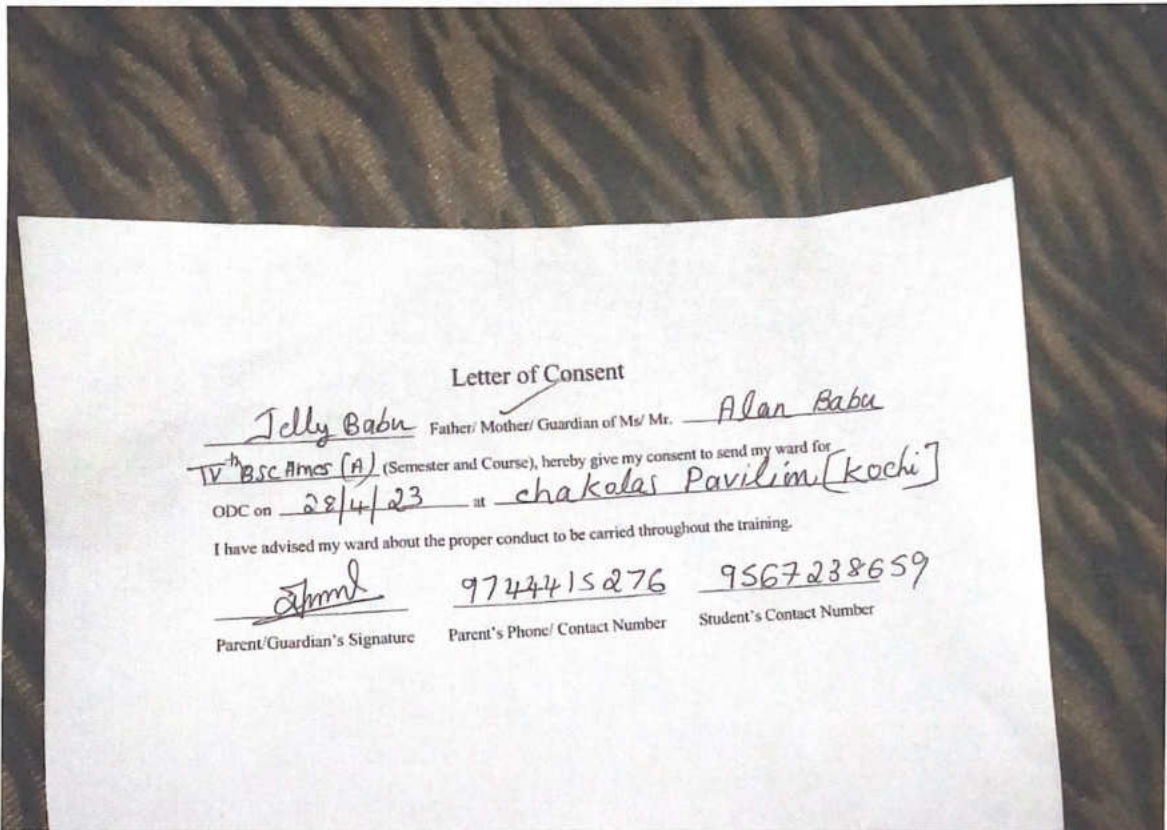 Letter of Consent
Jelly Babu Father/ Mother/ Guardian of Ms/ Mr. Alan Babu
IVth BSc Ames (A) (Semester and Course), hereby give my consent to send my ward for
ODC on 28/4/23 at chakolas Pavilim [kochi]
I have advised my ward about the proper conduct to be carried throughout the training.
9744415276 9567238659
Parent/Guardian's Signature Parent's Phone/ Contact Number Student's Contact Number